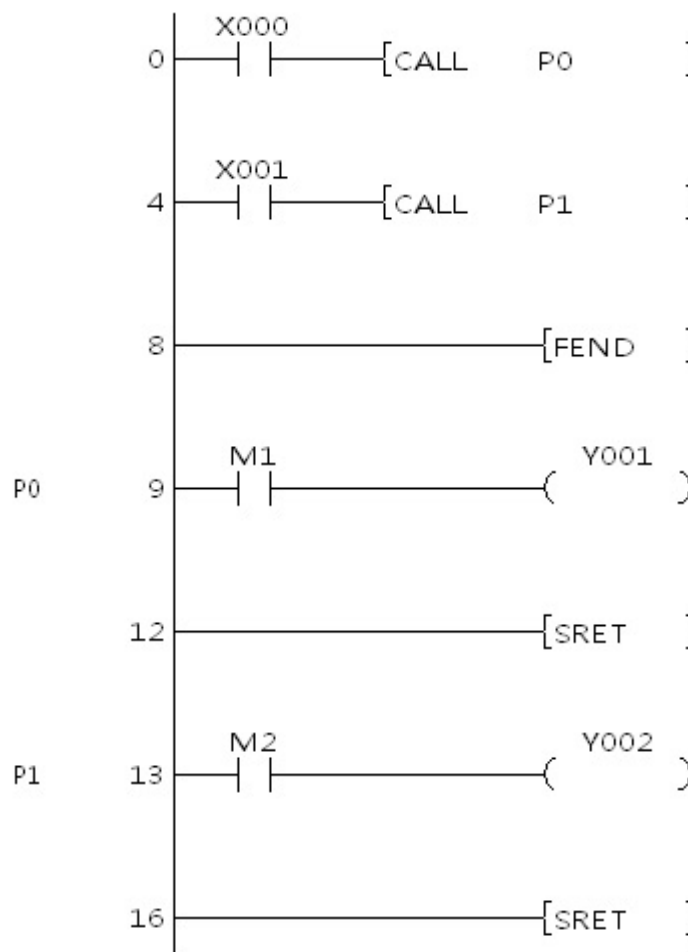 X000
0 CALL P0
X001
4 CALL P1
8 FEND
M1 Y001
P0 9
12 SRET
M2 Y002
P1 13
16 SRET